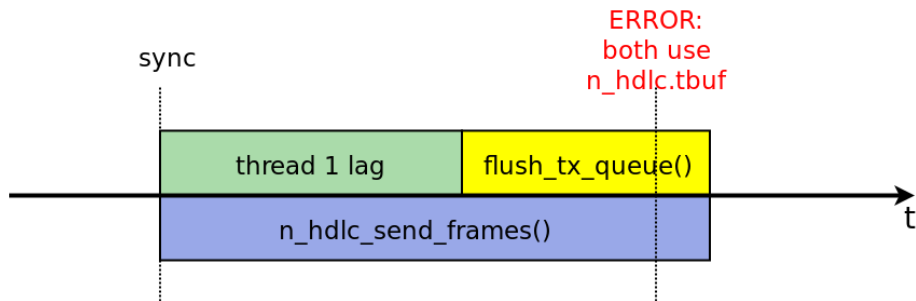 ERROR:
both use
n_hdlc.tbuf
sync
thread 1 lag
flush_tx_queue()
t
n_hdlc_send_frames()